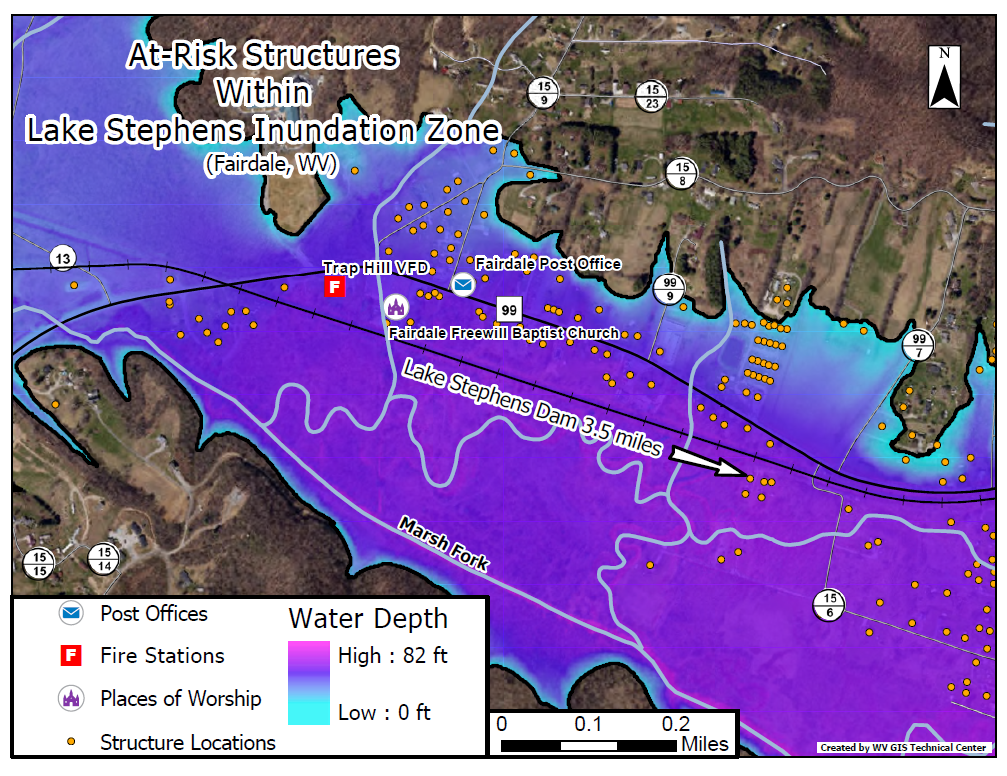 At-Risk Structures
Within
Lake Stephens Inundation Zone
(Fairdale, WV)
N
15
9
15
23
15
8
13
Trap Hill VFD
F
Fairdale Post Office
99
9
99
Fairdale Freewill Baptist Church
99
7
Lake Stephens Dam 3.5 miles
Marsh Fork
15
15
15
14
15
6
Post Offices
F
Fire Stations
Places of Worship
Structure Locations
Water Depth
High : 82 ft
Low : 0 ft
0
0.1
0.2
Miles
Created by WV GIS Technical Center